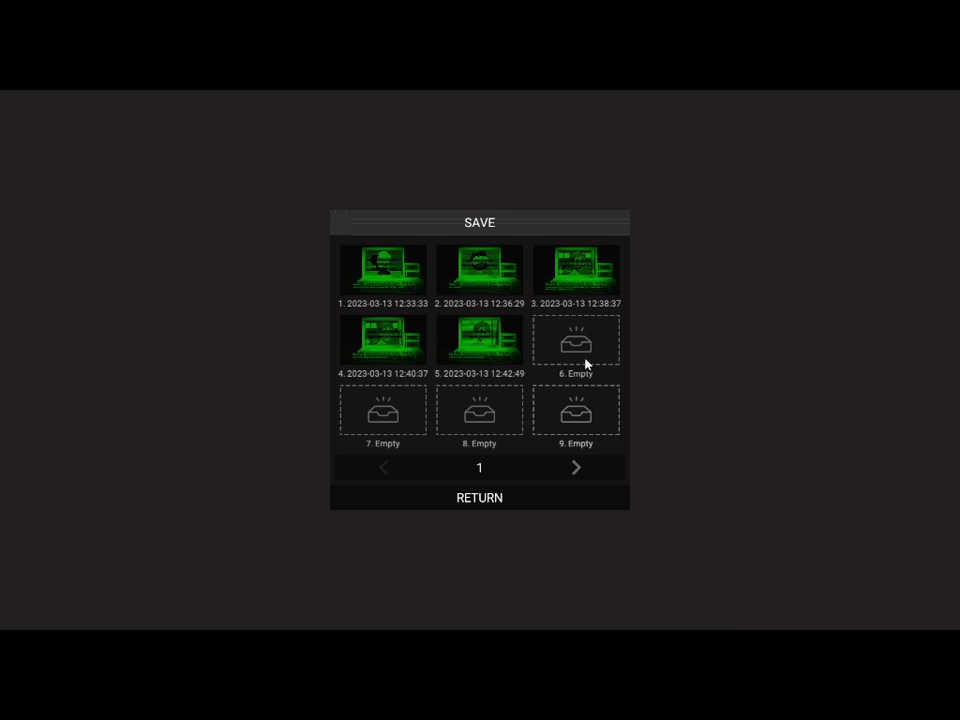 SAVE
1. 2023-03-13 12:33:33 2. 2023-03-13 12:36:29 3. 2023-03-13 12:38:37
4. 2023-03-13 12:40:37 5. 2023-03-13 12:42:49 6. Empty
7. Empty 8. Empty 9. Empty
1
RETURN